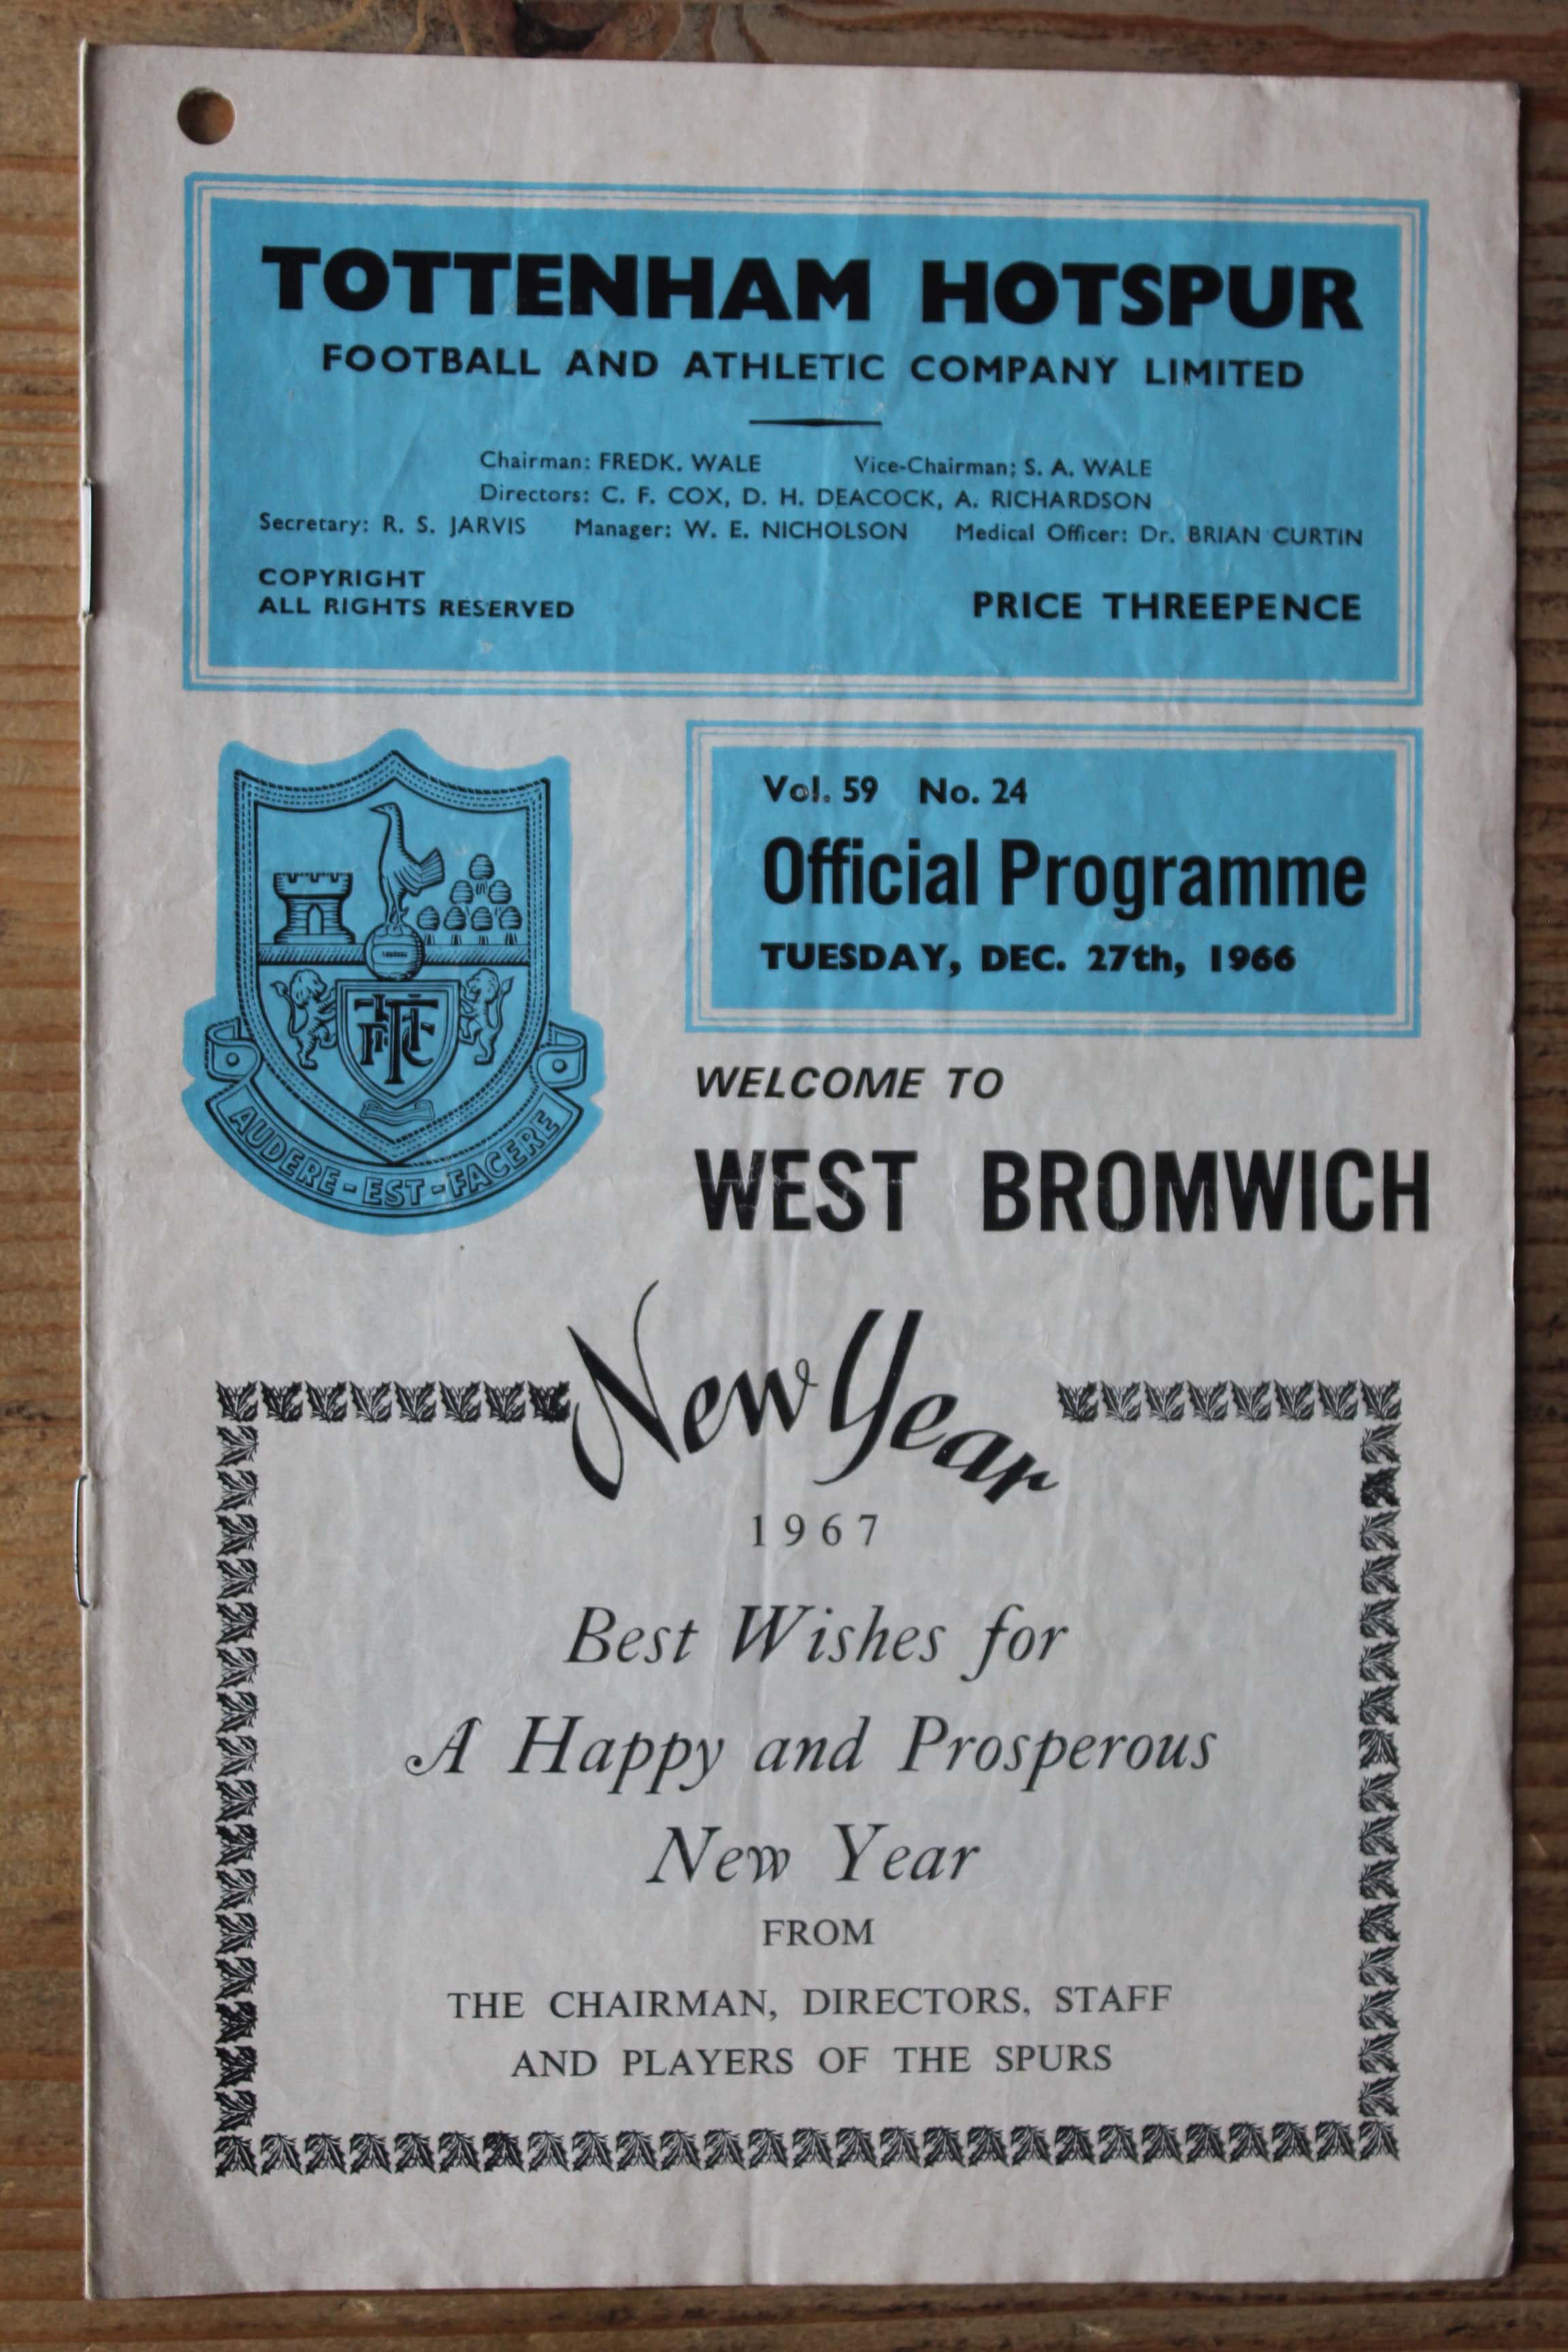 TOTTENHAM HOTSPUR
FOOTBALL AND ATHLETIC COMPANY LIMITED
Chairman: FREDK. WALE Vice-Chairman: S. A. WALE
Directors: C. F. COX, D. H. DEACOCK, A. RICHARDSON
Secretary: R. S. JARVIS Manager: W. E. NICHOLSON Medical Officer: Dr. BRIAN CURTIN
COPYRIGHT
ALL RIGHTS RESERVED
PRICE THREEPENCE
Vol. 59 No. 24
Official Programme
TUESDAY, DEC. 27th, 1966
AUDERE-EST-FACERE
WELCOME TO
WEST BROMWICH
New Year
1967
Best Wishes for
A Happy and Prosperous
New Year
FROM
THE CHAIRMAN, DIRECTORS, STAFF
AND PLAYERS OF THE SPURS